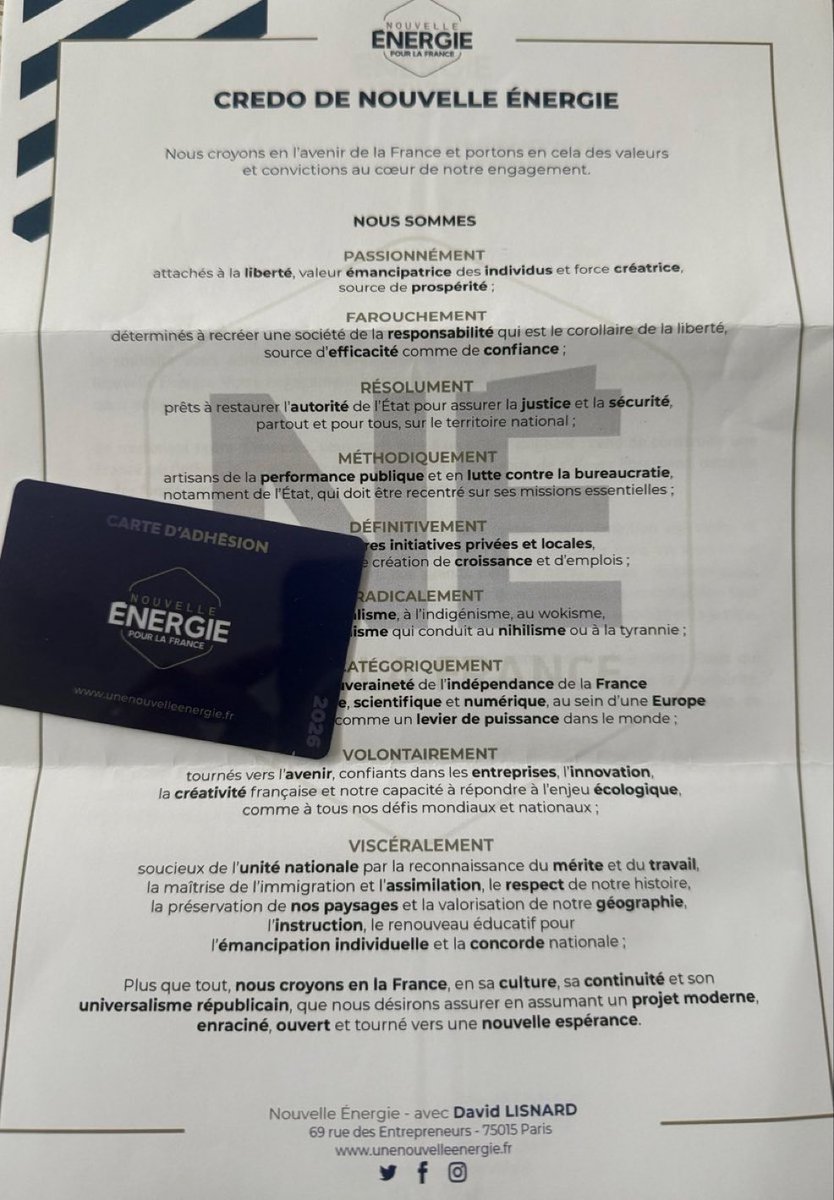 NOUVELLE
ÉNERGIE
POUR LA FRANCE
CREDO DE NOUVELLE ÉNERGIE
Nous croyons en l'avenir de la France et portons en cela des valeurs
et convictions au cœur de notre engagement.
NOUS SOMMES
PASSIONNÉMENT
attachés à la liberté, valeur émancipatrice des individus et force créatrice,
source de prospérité ;
FAROUCHEMENT
déterminés à recréer une société de la responsabilité qui est le corollaire de la liberté,
source d'efficacité comme de confiance ;
RÉSOLUMENT
prêts à restaurer l'autorité de l'État pour assurer la justice et la sécurité,
partout et pour tous, sur le territoire national ;
MÉTHODIQUEMENT
artisans de la performance publique et en lutte contre la bureaucratie,
notamment de l'État, qui doit être recentré sur ses missions essentielles ;
DÉFINITIVEMENT
initiatives privées et locales,
création de croissance et d'emplois ;
RADICALEMENT
à l'indigénisme, au wokisme,
qui conduit au nihilisme ou à la tyrannie ;
de l'indépendance de la France
scientifique et numérique, au sein d'une Europe
comme un levier de puissance dans le monde ;
VOLONTAIREMENT
tournés vers l'avenir, confiants dans les entreprises, l'innovation,
la créativité française et notre capacité à répondre à l'enjeu écologique,
comme à tous nos défis mondiaux et nationaux ;
VISCÉRALEMENT
soucieux de l'unité nationale par la reconnaissance du mérite et du travail,
la maîtrise de l'immigration et l'assimilation, le respect de notre histoire,
la préservation de nos paysages et la valorisation de notre géographie,
l'instruction, le renouveau éducatif pour
l'émancipation individuelle et la concorde nationale ;
Plus que tout, nous croyons en la France, en sa culture, sa continuité et son
universalisme républicain, que nous désirons assurer en assumant un projet moderne,
enraciné, ouvert et tourné vers une nouvelle espérance.
Nouvelle Énergie - avec David LISNARD
69 rue des Entrepreneurs - 75015 Paris
www.unenouvelleenergie.fr
CARTE D'ADHÉSION
NOUVELLE
ÉNERGIE
POUR LA FRANCE
www.unenouvelleenergie.fr
2026
NE